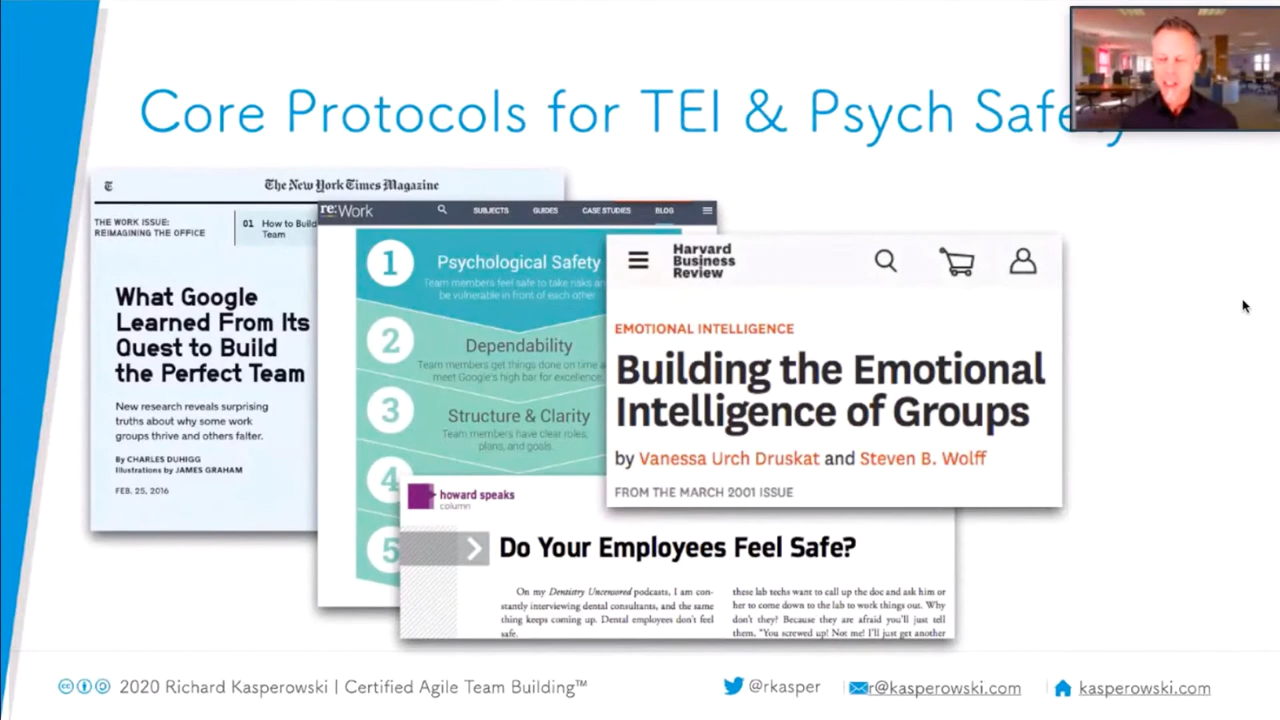 Core Protocols for TEI & Psych Safety
The New York Times Magazine
THE WORK ISSUE:
REIMAGINING THE OFFICE
01 How to Build
Team
What Google
Learned From Its
Quest to Build
the Perfect Team
New research reveals surprising
truths about why some work
groups thrive and others falter.
By CHARLES DUHIGG
Illustrations by JAMES GRAHAM
FEB. 25, 2016
re:Work
SUBJECTS GUIDES CASE STUDIES BLOG
1
Psychological Safety
Team members feel safe to take risks an
be vulnerable in front of each other
2
Dependability
Team members get things done on time a
meet Google's high bar for excellence.
3
Structure & Clarity
Team members have clear roles,
plans, and goals.
4
5
Harvard
Business
Review
EMOTIONAL INTELLIGENCE
Building the Emotional
Intelligence of Groups
by Vanessa Urch Druskat and Steven B. Wolff
FROM THE MARCH 2001 ISSUE
howard speaks
column
Do Your Employees Feel Safe?
On my Dentistry Uncensored podcasts, I am con-
stantly interviewing dental consultants, and the same
thing keeps coming up. Dental employees don't feel
safe.
these lab techs want to call up the doc and ask him or
her to come down to the lab to work things out. Why
don't they? Because they are afraid you'll just tell
them, "You screwed up! Not me! I'll just get another
2020 Richard Kasperowski | Certified Agile Team Building™
@rkasper
r@kasperowski.com
kasperowski.com